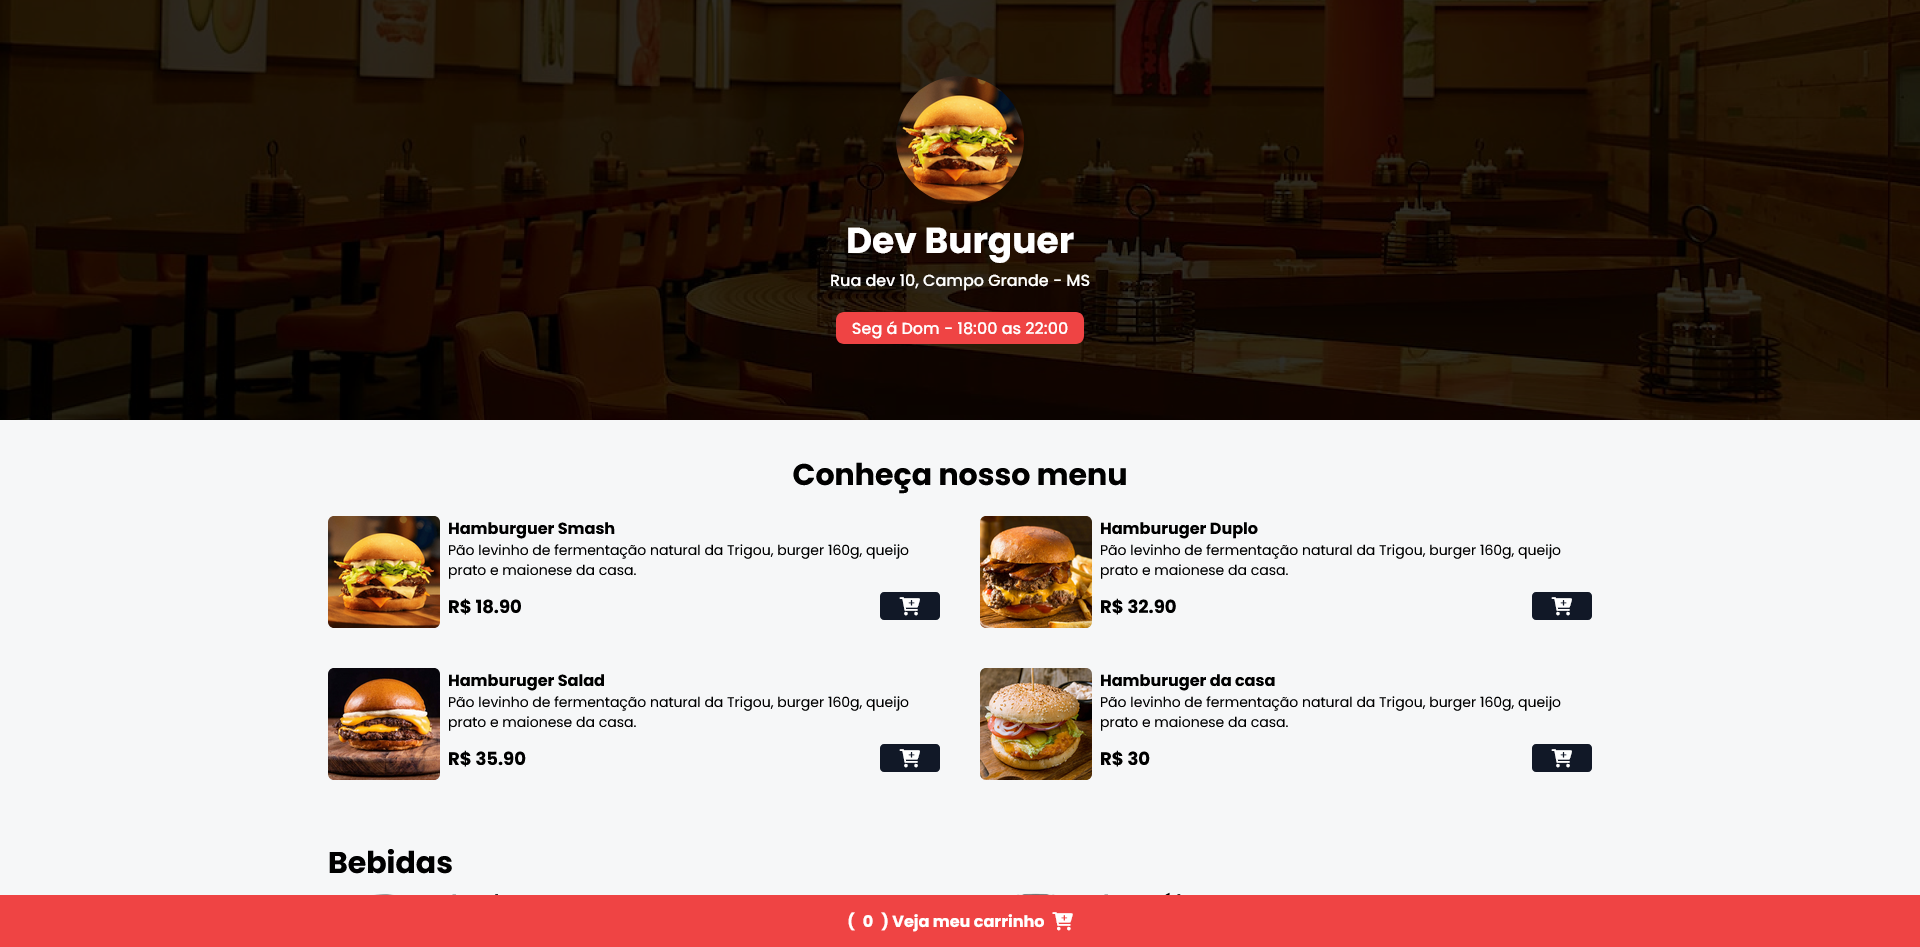 Dev Burguer
Rua dev 10, Campo Grande - MS
Seg á Dom - 18:00 as 22:00
Conheça nosso menu
Hamburguer Smash
Pão levinho de fermentação natural da Trigou, burger 160g, queijo
prato e maionese da casa.
R$ 18.90
Hamburuger Duplo
Pão levinho de fermentação natural da Trigou, burger 160g, queijo
prato e maionese da casa.
R$ 32.90
Hamburuger Salad
Pão levinho de fermentação natural da Trigou, burger 160g, queijo
prato e maionese da casa.
R$ 35.90
Hamburuger da casa
Pão levinho de fermentação natural da Trigou, burger 160g, queijo
prato e maionese da casa.
R$ 30
Bebidas
( 0 ) Veja meu carrinho